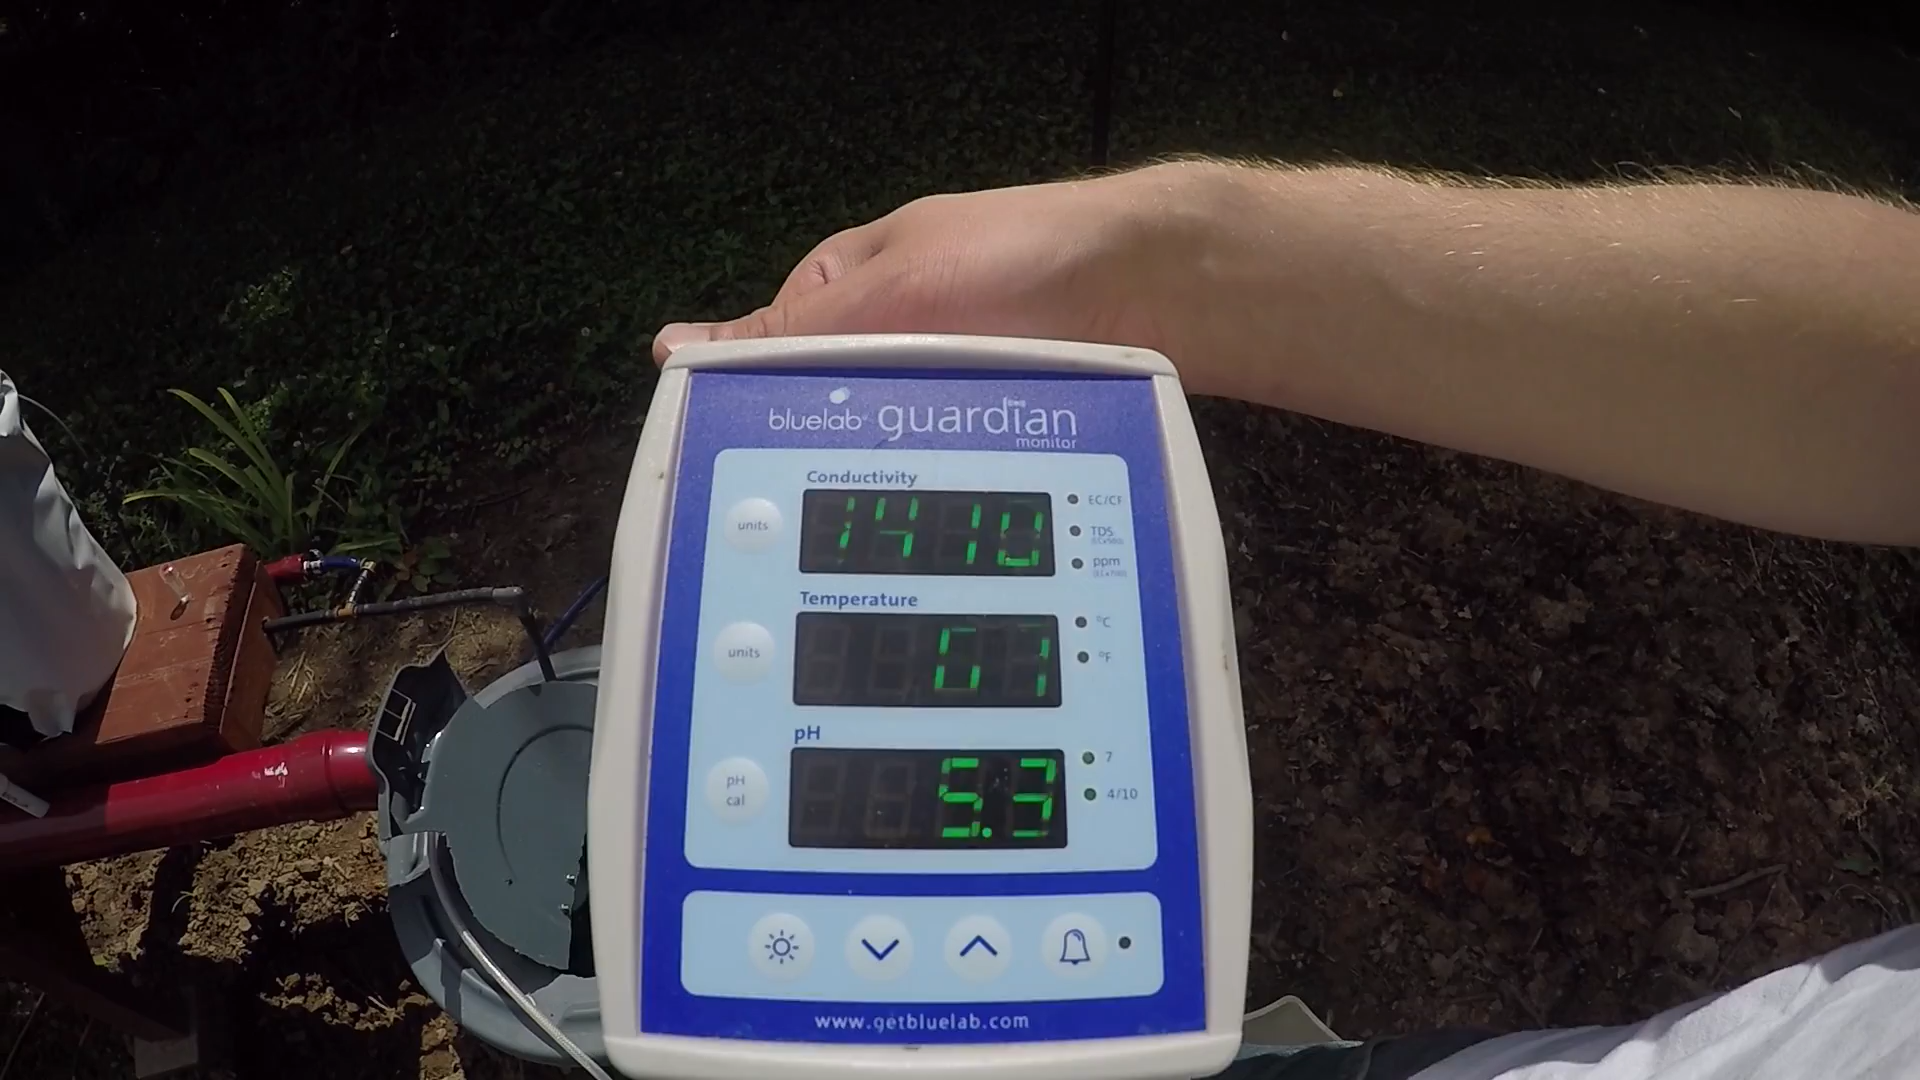 bluelab guardian
monitor
Conductivity
units
1410
EC/CF
TDS
ppm
Temperature
units
67
°C
°F
pH
pH
cal
5.3
7
4/10
www.getbluelab.com